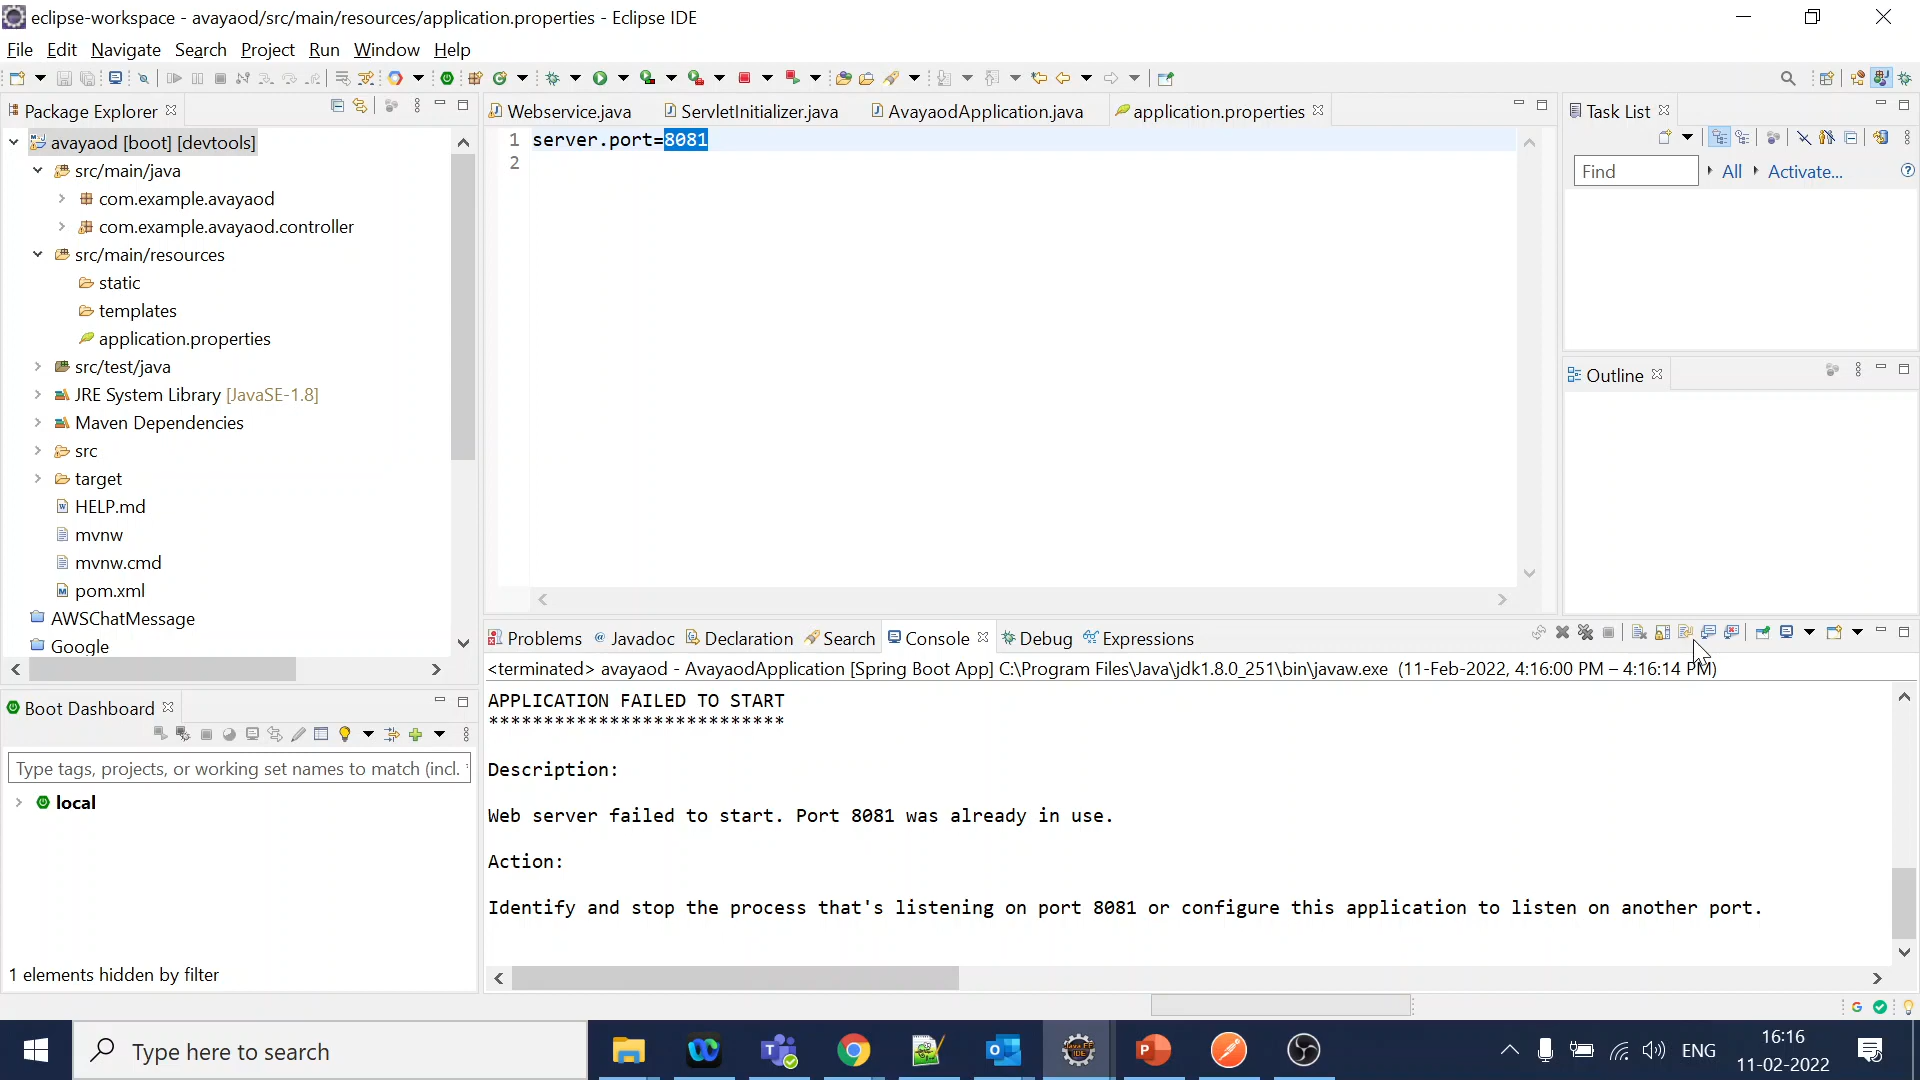 eclipse-workspace - avayaod/src/main/resources/application.properties - Eclipse IDE
File Edit Navigate Search Project Run Window Help
Package Explorer
avayaod [boot] [devtools]
src/main/java
com.example.avayaod
com.example.avayaod.controller
src/main/resources
static
templates
application.properties
src/test/java
JRE System Library [JavaSE-1.8]
Maven Dependencies
src
target
HELP.md
mvnw
mvnw.cmd
pom.xml
AWSChatMessage
Google
Boot Dashboard
Type tags, projects, or working set names to match (incl.
local
1 elements hidden by filter
Webservice.java ServletInitializer.java AvayaodApplication.java application.properties
1 server.port=8081
2
Task List
Find All Activate...
Outline
Problems Javadoc Declaration Search Console Debug Expressions
<terminated> avayaod - AvayaodApplication [Spring Boot App] C:\Program Files\Java\jdk1.8.0_251\bin\javaw.exe (11-Feb-2022, 4:16:00 PM – 4:16:14 PM)
APPLICATION FAILED TO START
***************************
Description:
Web server failed to start. Port 8081 was already in use.
Action:
Identify and stop the process that's listening on port 8081 or configure this application to listen on another port.
Type here to search
ENG
16:16
11-02-2022